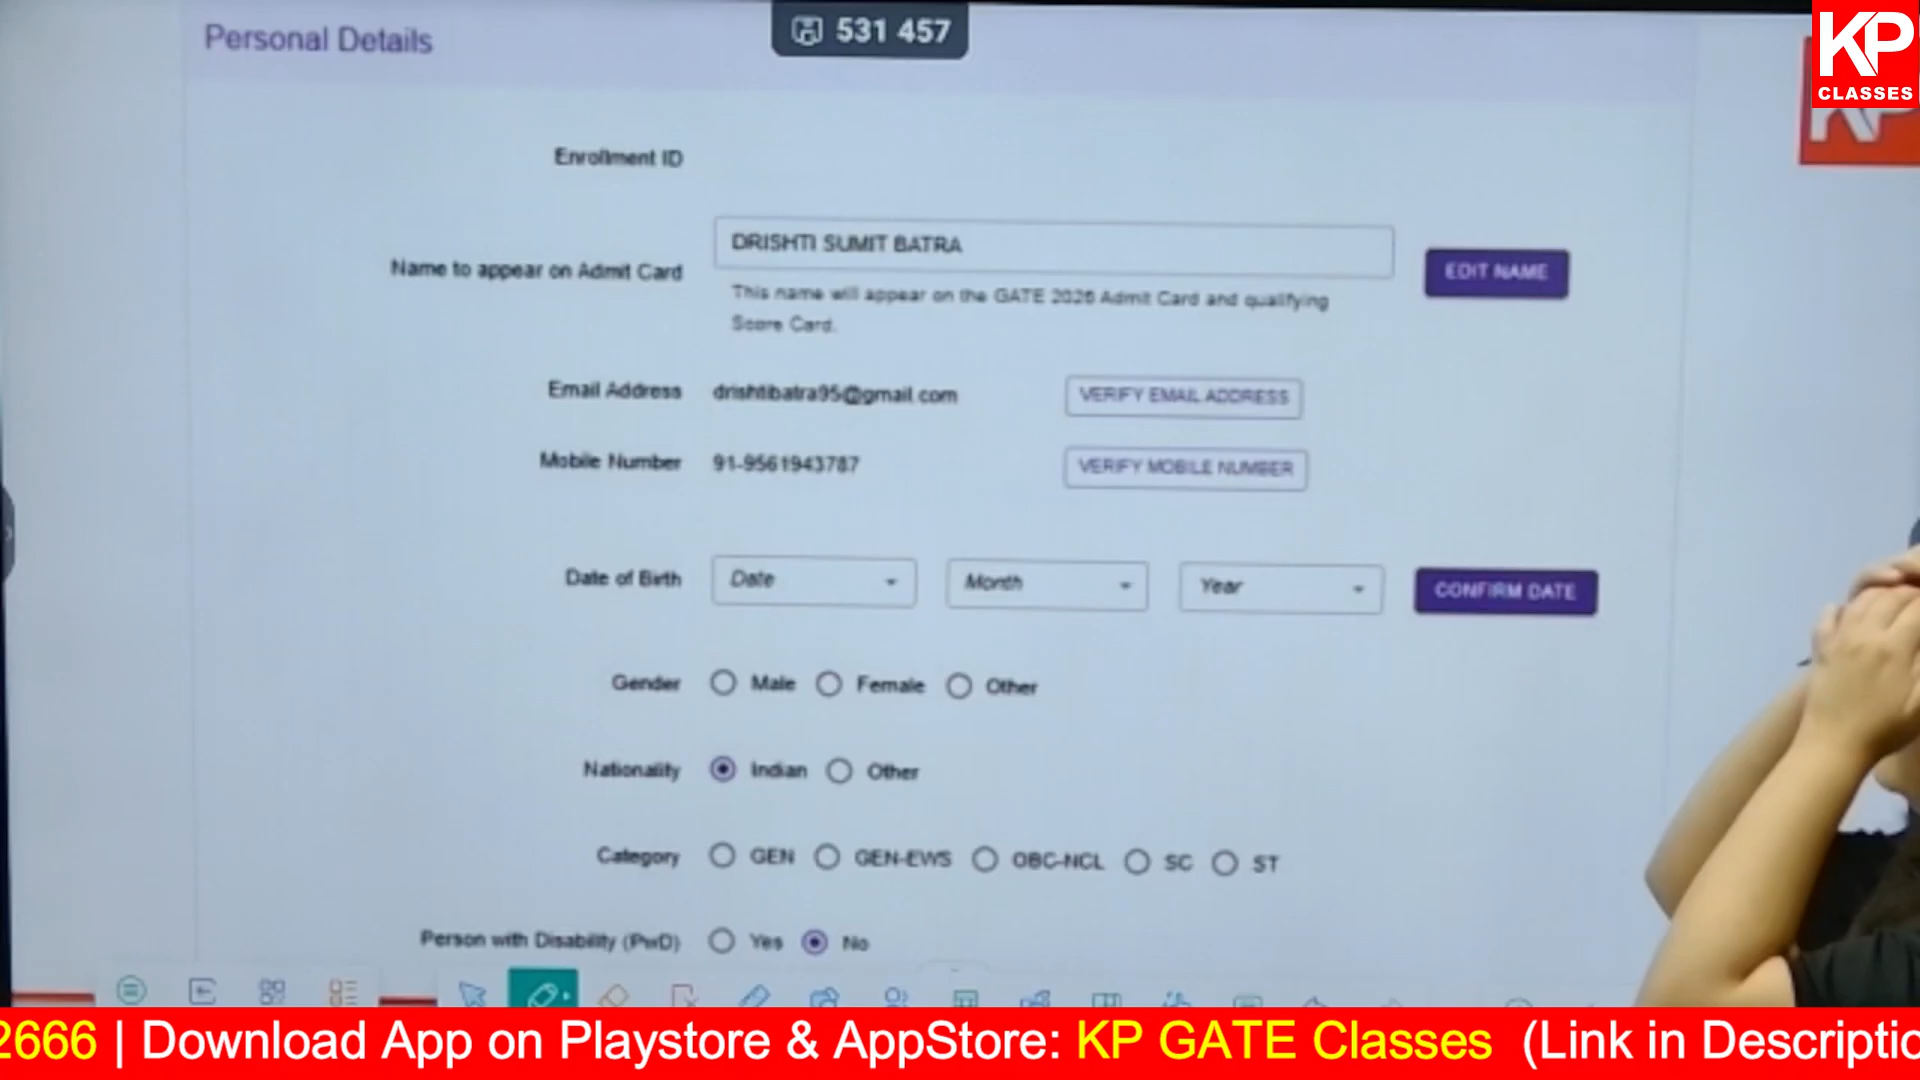 Personal Details
531 457
KP
CLASSES
Enrollment ID
Name to appear on Admit Card
DRISHTI SUMIT BATRA
EDIT NAME
This name will appear on the GATE 2026 Admit Card and qualifying
Score Card.
Email Address
drishtibatra95@gmail.com
VERIFY EMAIL ADDRESS
Mobile Number
91-9561943787
VERIFY MOBILE NUMBER
Date of Birth
Date
Month
Year
CONFIRM DATE
Gender
Male
Female
Other
Nationality
Indian
Other
Category
GEN
GEN-EWS
OBC-NCL
SC
ST
Person with Disability (PwD)
Yes
No
2666 | Download App on Playstore & AppStore: KP GATE Classes (Link in Descriptio